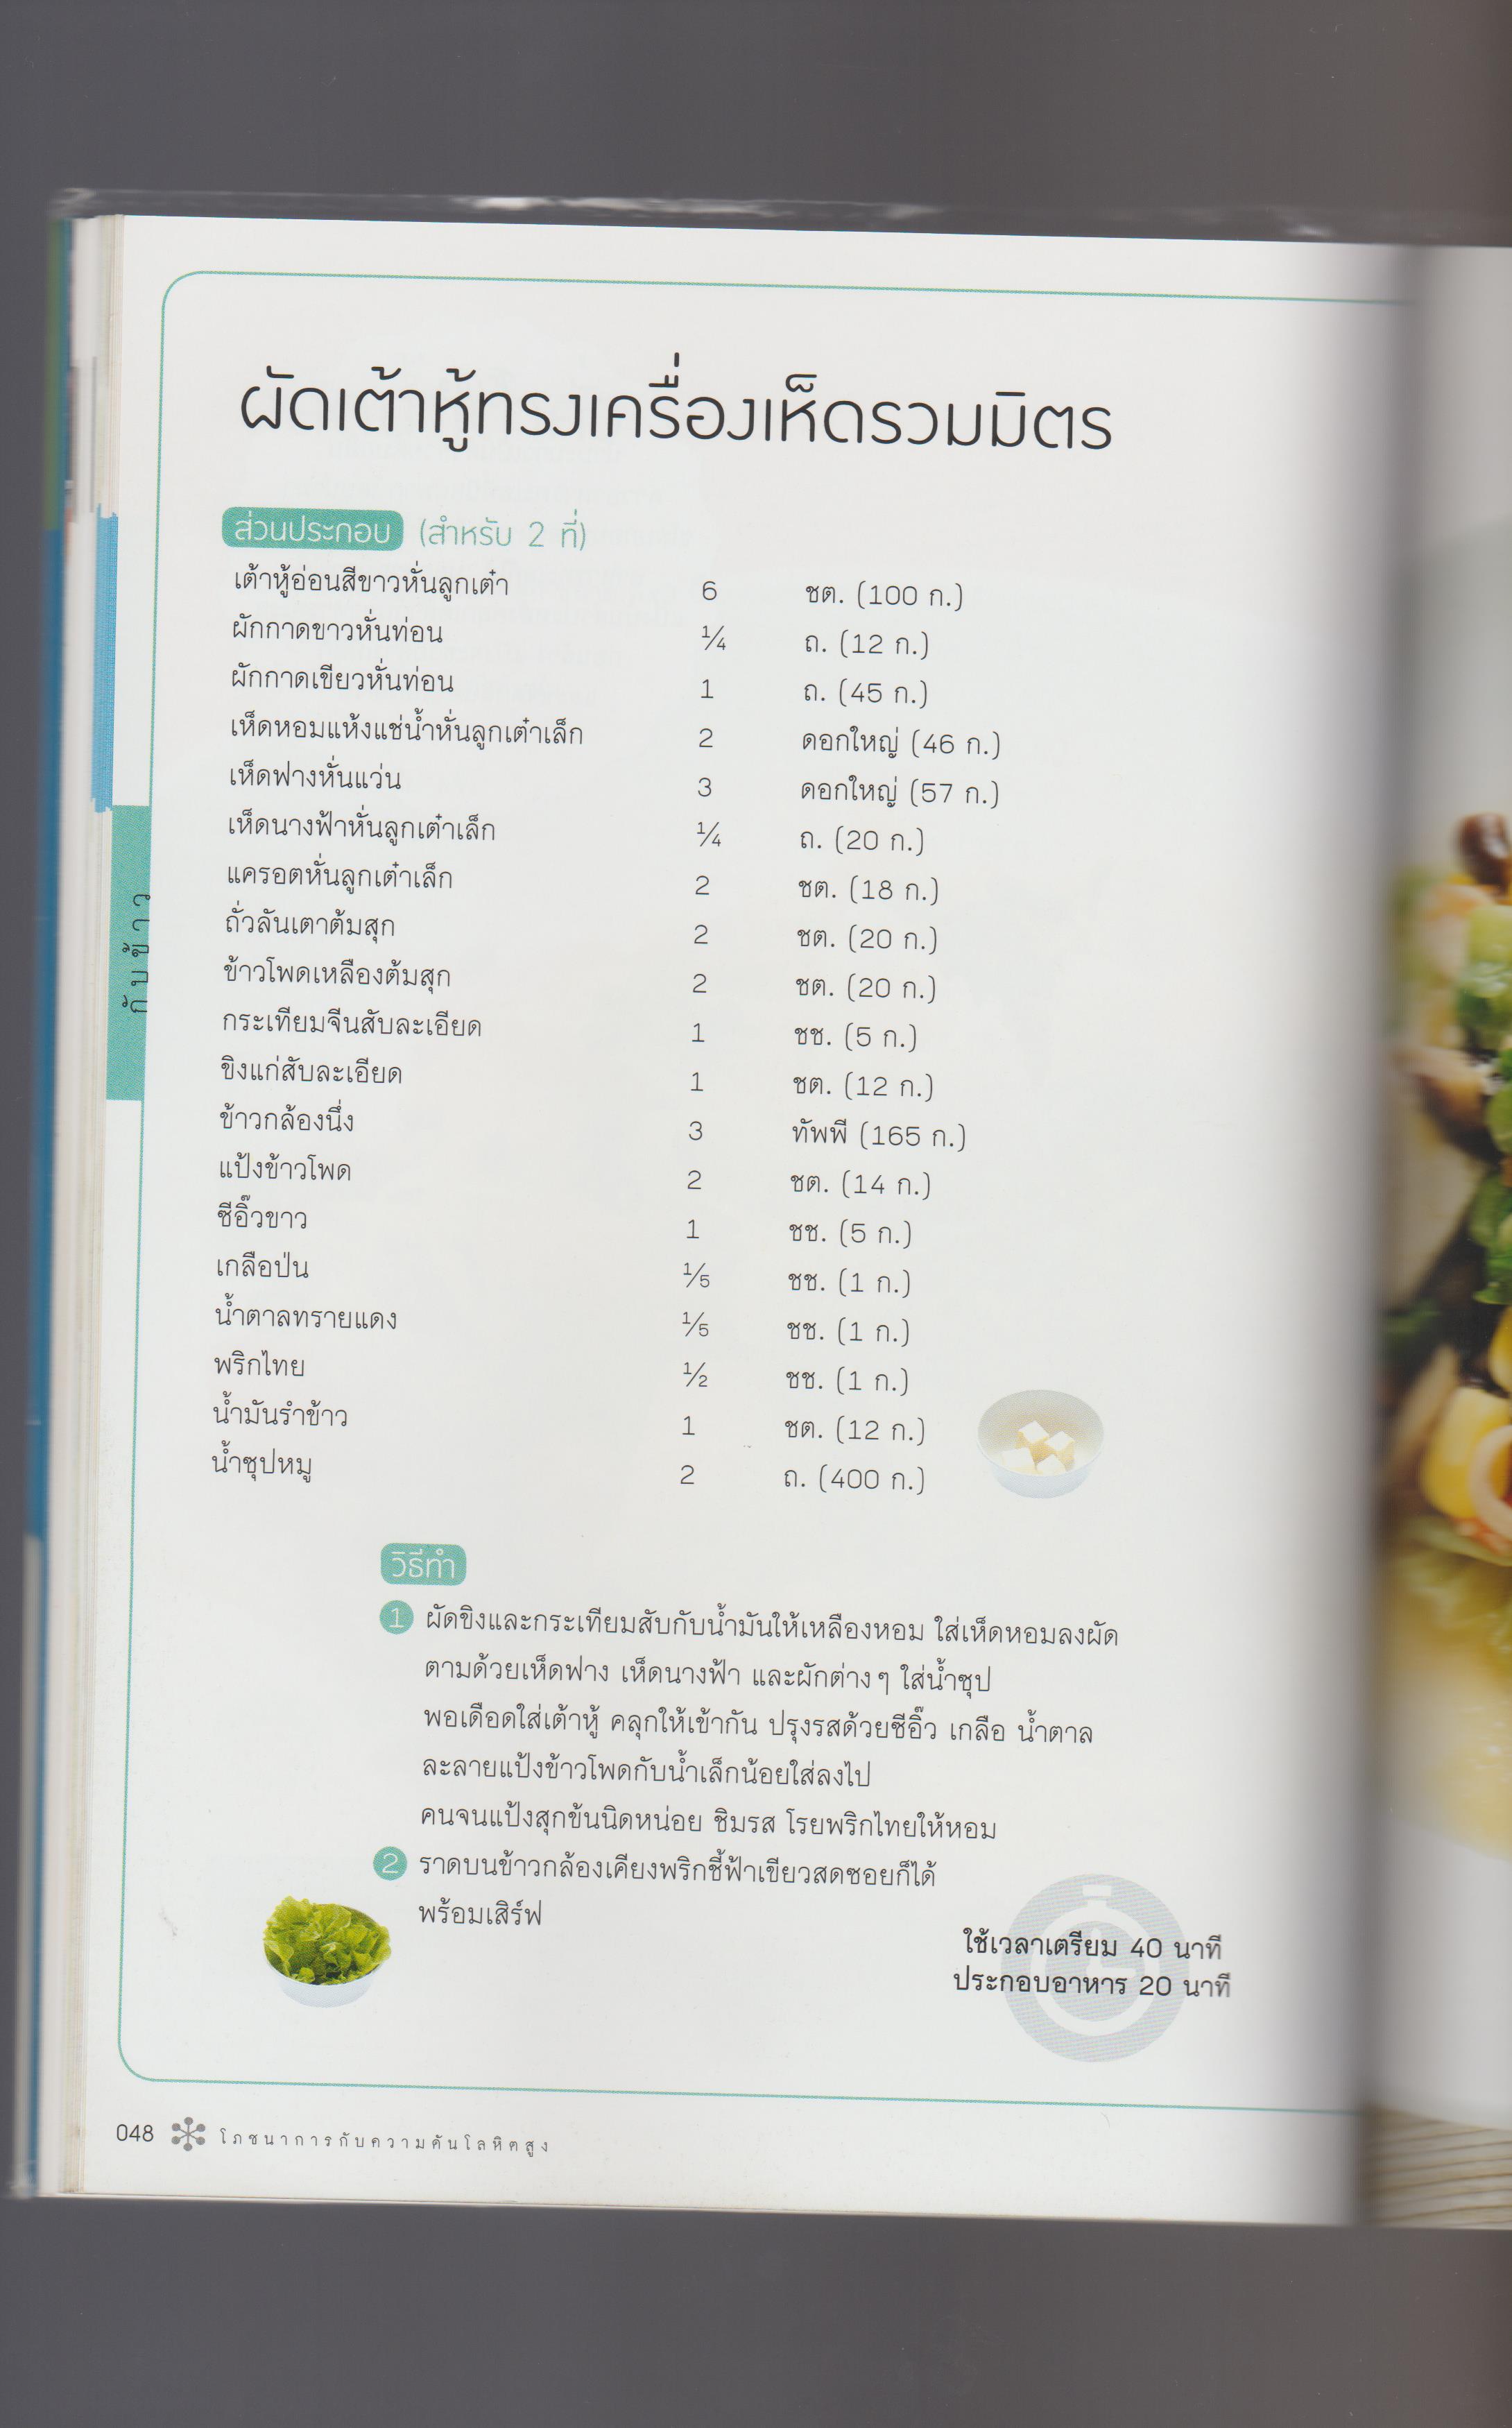 ผัดเต้าหู้ทรงเครื่องเห็ดรวมมิตร
ส่วนประกอบ (สำหรับ 2 ที่)
เต้าหู้อ่อนสีขาวหั่นลูกเต๋า 6 ชต. (100 ก.)
ผักกาดขาวหั่นท่อน ¼ ถ. (12 ก.)
ผักกาดเขียวหั่นท่อน 1 ถ. (45 ก.)
เห็ดหอมแห้งแช่น้ำหั่นลูกเต๋าเล็ก 2 ดอกใหญ่ (46 ก.)
เห็ดฟางหั่นแว่น 3 ดอกใหญ่ (57 ก.)
เห็ดนางฟ้าหั่นลูกเต๋าเล็ก ¼ ถ. (20 ก.)
แครอตหั่นลูกเต๋าเล็ก 2 ชต. (18 ก.)
ถั่วลันเตาต้มสุก 2 ชต. (20 ก.)
ข้าวโพดเหลืองต้มสุก 2 ชต. (20 ก.)
กระเทียมจีนสับละเอียด 1 ชช. (5 ก.)
ขิงแก่สับละเอียด 1 ชต. (12 ก.)
ข้าวกล้องนึ่ง 3 ทัพพี (165 ก.)
แป้งข้าวโพด 2 ชต. (14 ก.)
ซีอิ๊วขาว 1 ชช. (5 ก.)
เกลือป่น ⅕ ชช. (1 ก.)
น้ำตาลทรายแดง ⅕ ชช. (1 ก.)
พริกไทย ½ ชช. (1 ก.)
น้ำมันรำข้าว 1 ชต. (12 ก.)
น้ำซุปหมู 2 ถ. (400 ก.)
กับข้าว
วิธีทำ
1 ผัดขิงและกระเทียมสับกับน้ำมันให้เหลืองหอม ใส่เห็ดหอมลงผัด
ตามด้วยเห็ดฟาง เห็ดนางฟ้า และผักต่างๆ ใส่น้ำซุป
พอเดือดใส่เต้าหู้ คลุกให้เข้ากัน ปรุงรสด้วยซีอิ๊ว เกลือ น้ำตาล
ละลายแป้งข้าวโพดกับน้ำเล็กน้อยใส่ลงไป
คนจนแป้งสุกข้นนิดหน่อย ชิมรส โรยพริกไทยให้หอม
2 ราดบนข้าวกล้องเคียงพริกชี้ฟ้าเขียวสดซอยก็ได้
พร้อมเสิร์ฟ
ใช้เวลาเตรียม 40 นาที
ประกอบอาหาร 20 นาที
048 โภชนาการกับความดันโลหิตสูง